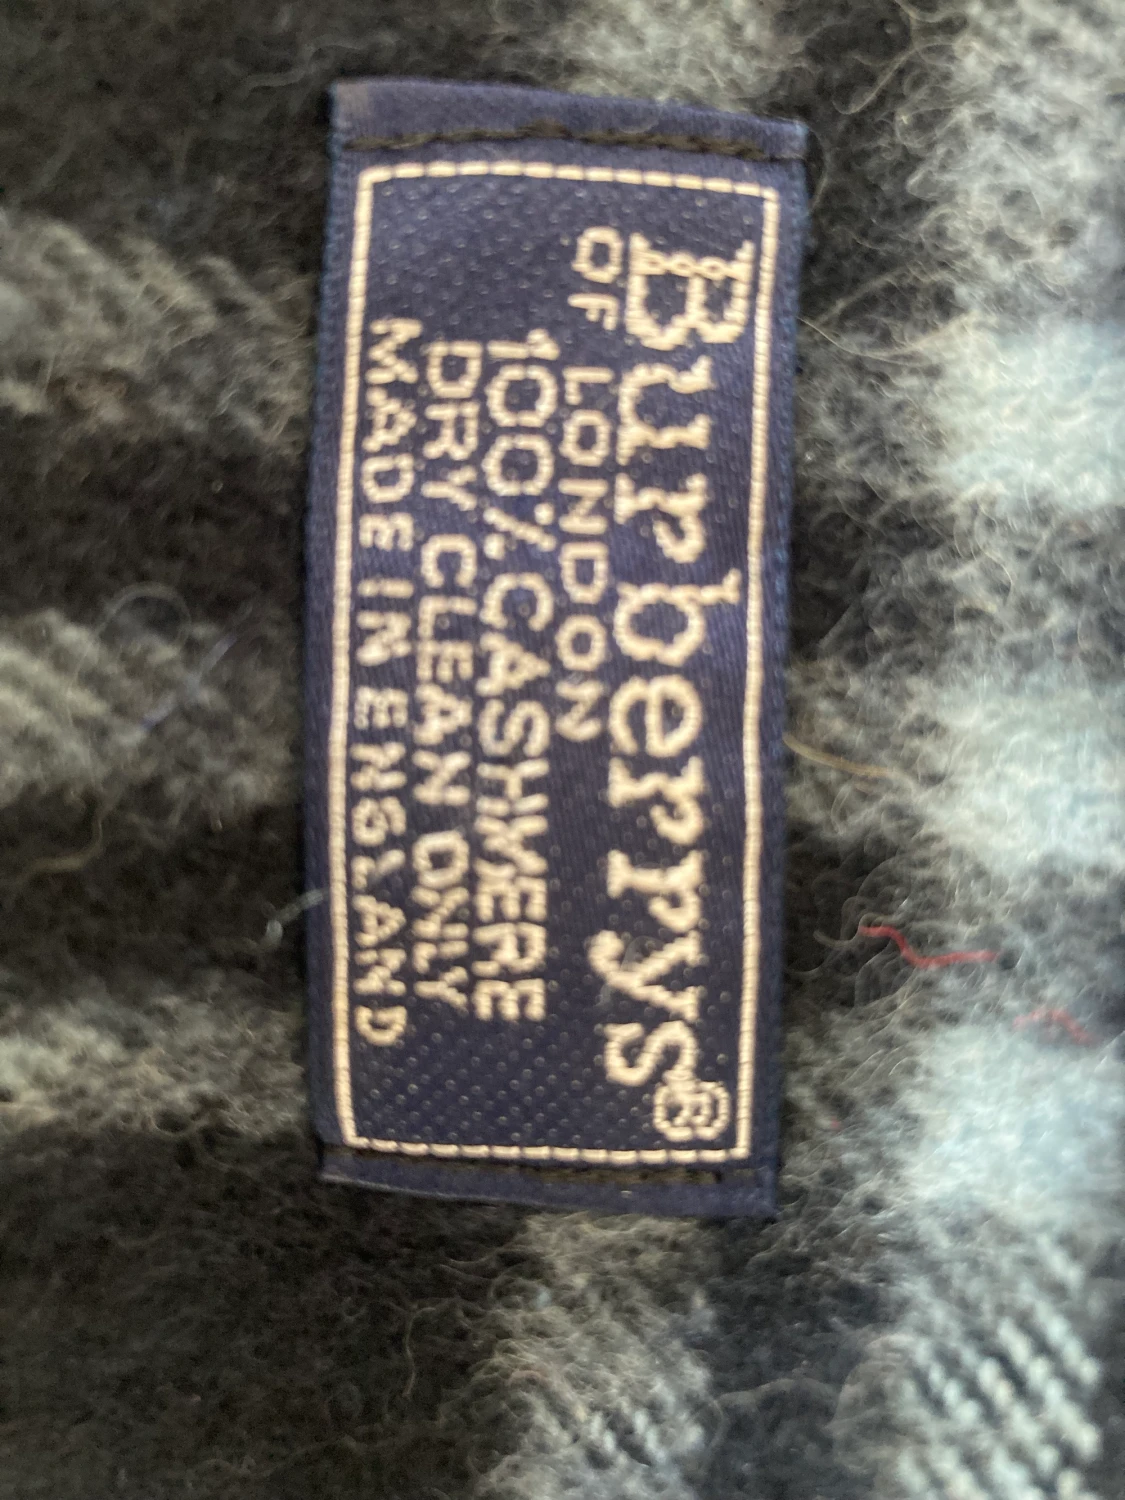 Burberrys®
OF LONDON
100% CASHMERE
DRY CLEAN ONLY
MADE IN ENGLAND